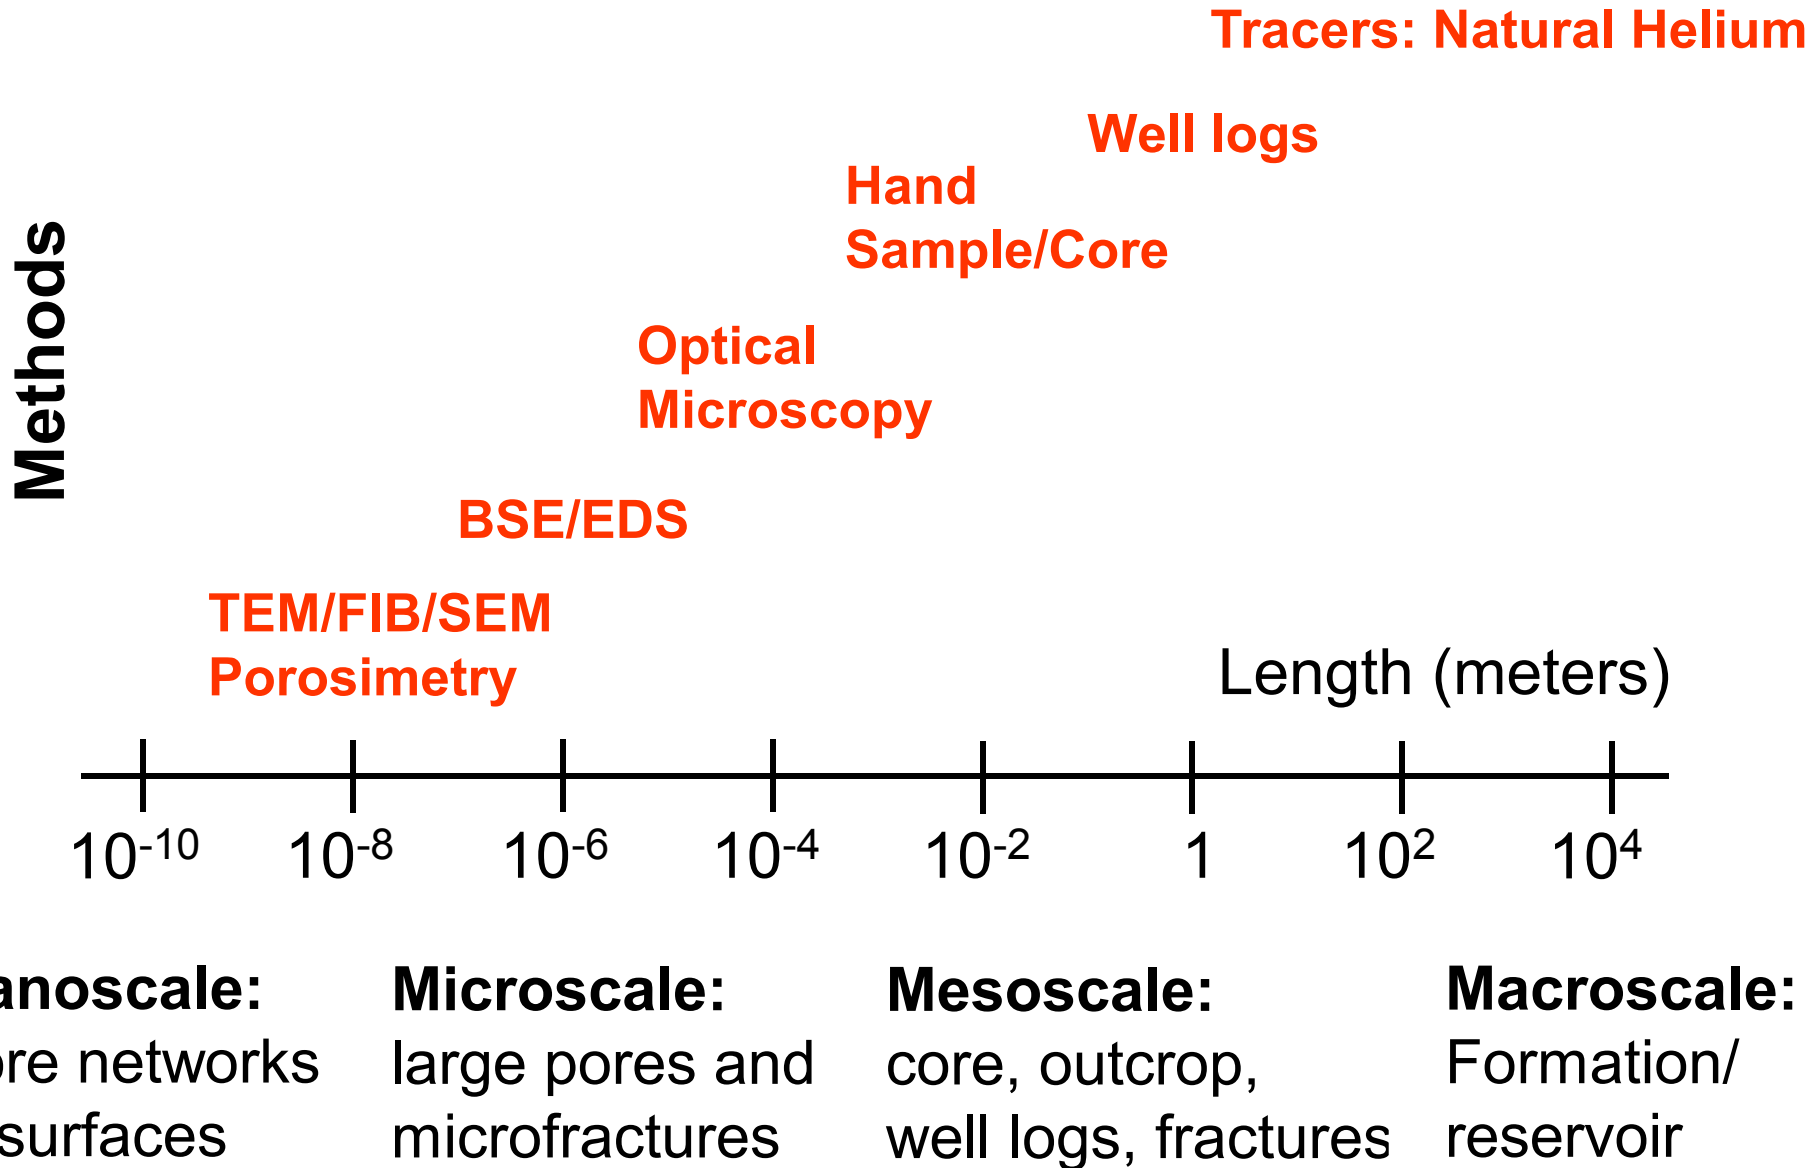 Tracers: Natural Helium
Well logs
Hand
Sample/Core
Methods
Optical
Microscopy
BSE/EDS
TEM/FIB/SEM
Porosimetry
Length (meters)
10⁻¹⁰ 10⁻⁸ 10⁻⁶ 10⁻⁴ 10⁻² 1 10² 10⁴
anoscale:
ore networks
surfaces
Microscale:
large pores and
microfractures
Mesoscale:
core, outcrop,
well logs, fractures
Macroscale:
Formation/
reservoir